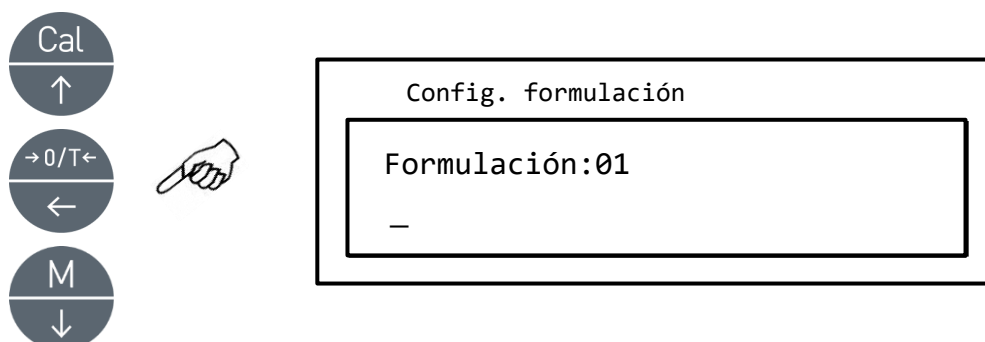 Cal
↑
→0/T←
←
M
↓
Config. formulación
Formulación:01
_